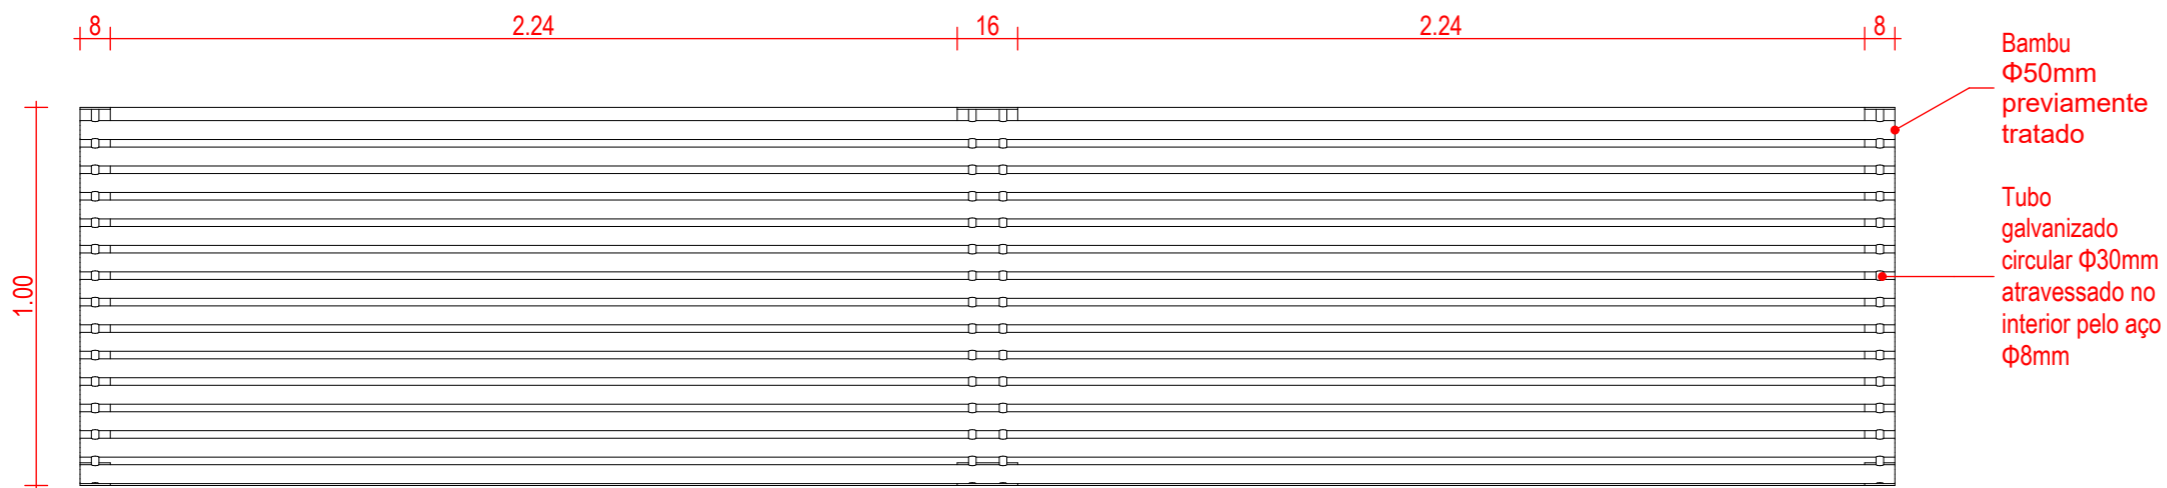 8
2.24
16
2.24
8
Bambu
Φ50mm
previamente
tratado
1.00
Tubo
galvanizado
circular Φ30mm
atravessado no
interior pelo aço
Φ8mm